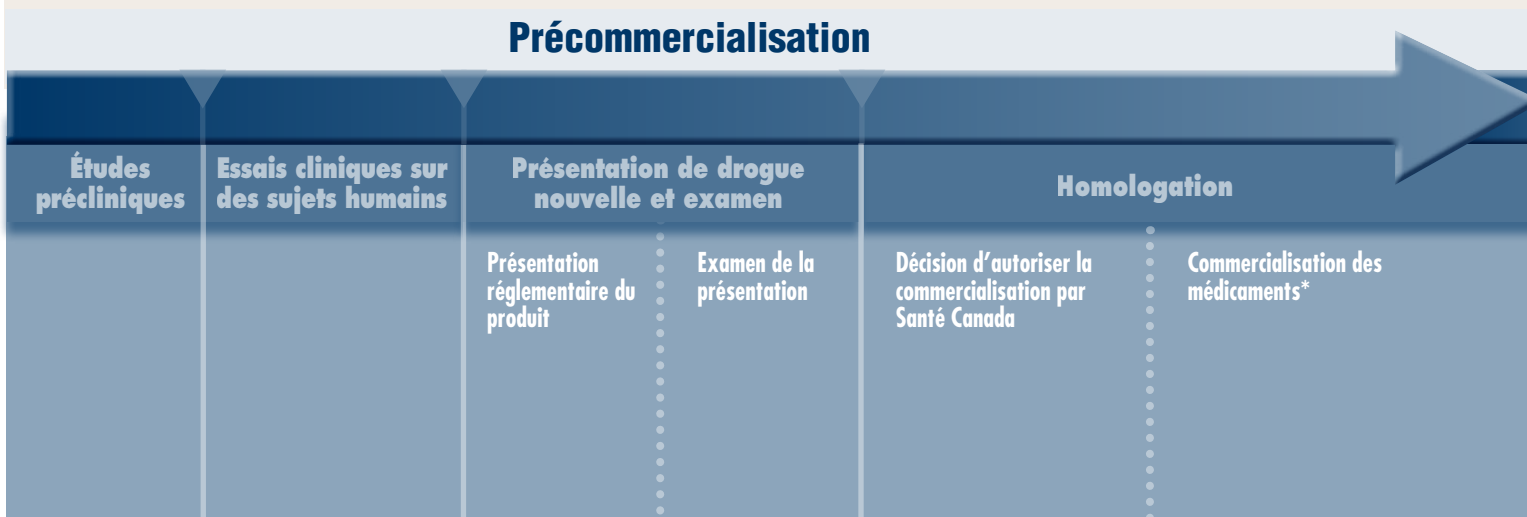 Précommercialisation
Études
précliniques
Essais cliniques sur
des sujets humains
Présentation de drogue
nouvelle et examen
Homologation
Présentation
réglementaire du
produit
Examen de la
présentation
Décision d'autoriser la
commercialisation par
Santé Canada
Commercialisation des
médicaments*